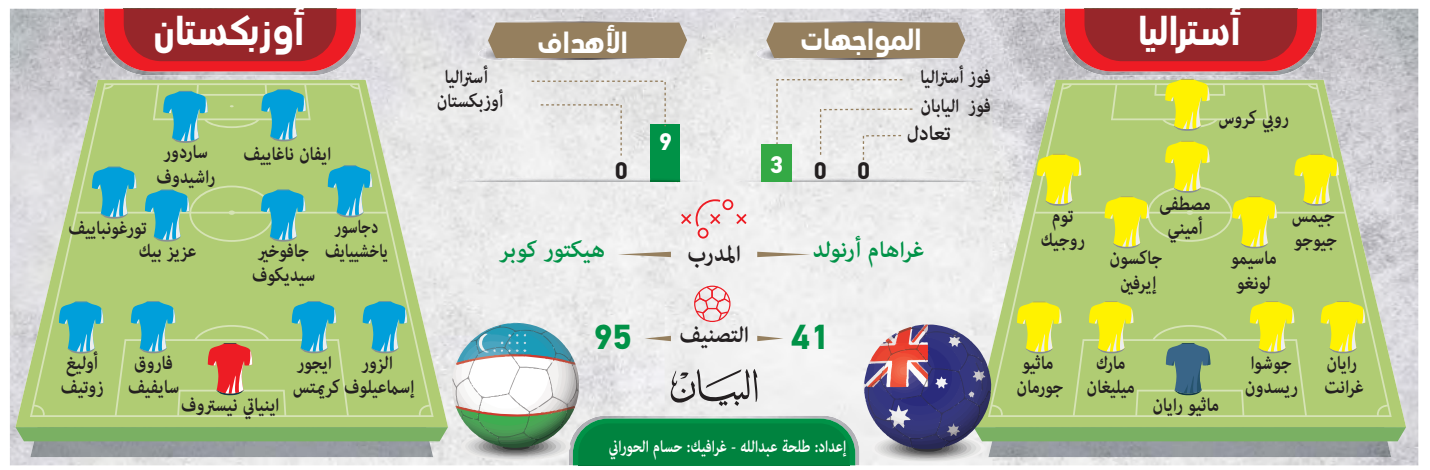 أستراليا
المواجهات
الأهداف
أوزبكستان
فوز أستراليا
فوز اليابان
تعادل
3
0
0
أستراليا
أوزبكستان
9
0
المدرب
غراهام أرنولد
هيكتور كوبر
التصنيف
41
95
البيان
إعداد: طلحة عبدالله - غرافيك: حسام الحوراني
روبي كروس
جيمس
جيوجو
مصطفى
أميني
توم
روجيك
ماسيمو
لونغو
جاكسون
إيرفين
رايان
غرانت
جوشوا
ريسدون
مارك
ميليغان
ماثيو
جورمان
ماثيو رايان
ايفان ناغاييف
ساردور
راشيدوف
دجاسور
ياخشييايف
جافوخير
سيديكوف
عزيز بيك
تورغونباييف
الزور
إسماعيلوف
ايجور
كريمتس
فاروق
سايفيف
أوليغ
زوتيف
اينياتي نيستروف